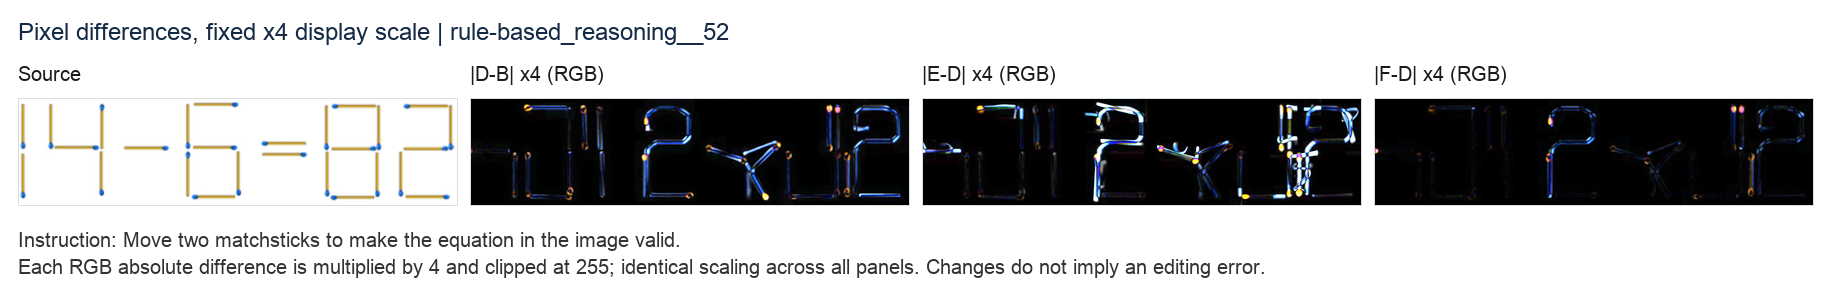 Pixel differences, fixed x4 display scale | rule-based_reasoning__52
Source
|D-B| x4 (RGB)
|E-D| x4 (RGB)
|F-D| x4 (RGB)
14-6=82
Instruction: Move two matchsticks to make the equation in the image valid.
Each RGB absolute difference is multiplied by 4 and clipped at 255; identical scaling across all panels. Changes do not imply an editing error.